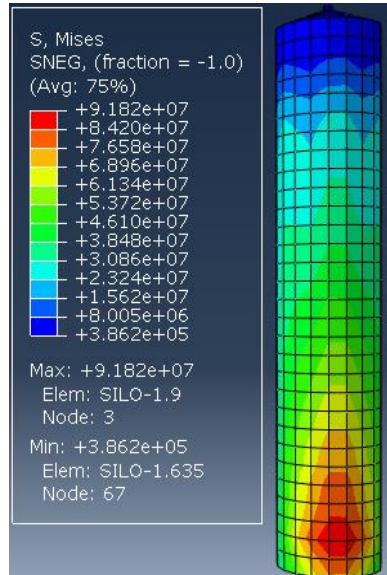 S, Mises
SNEG, (fraction = -1.0)
(Avg: 75%)
+9.182e+07
+8.420e+07
+7.658e+07
+6.896e+07
+6.134e+07
+5.372e+07
+4.610e+07
+3.848e+07
+3.086e+07
+2.324e+07
+1.562e+07
+8.005e+06
+3.862e+05
Max: +9.182e+07
Elem: SILO-1.9
Node: 3
Min: +3.862e+05
Elem: SILO-1.635
Node: 67